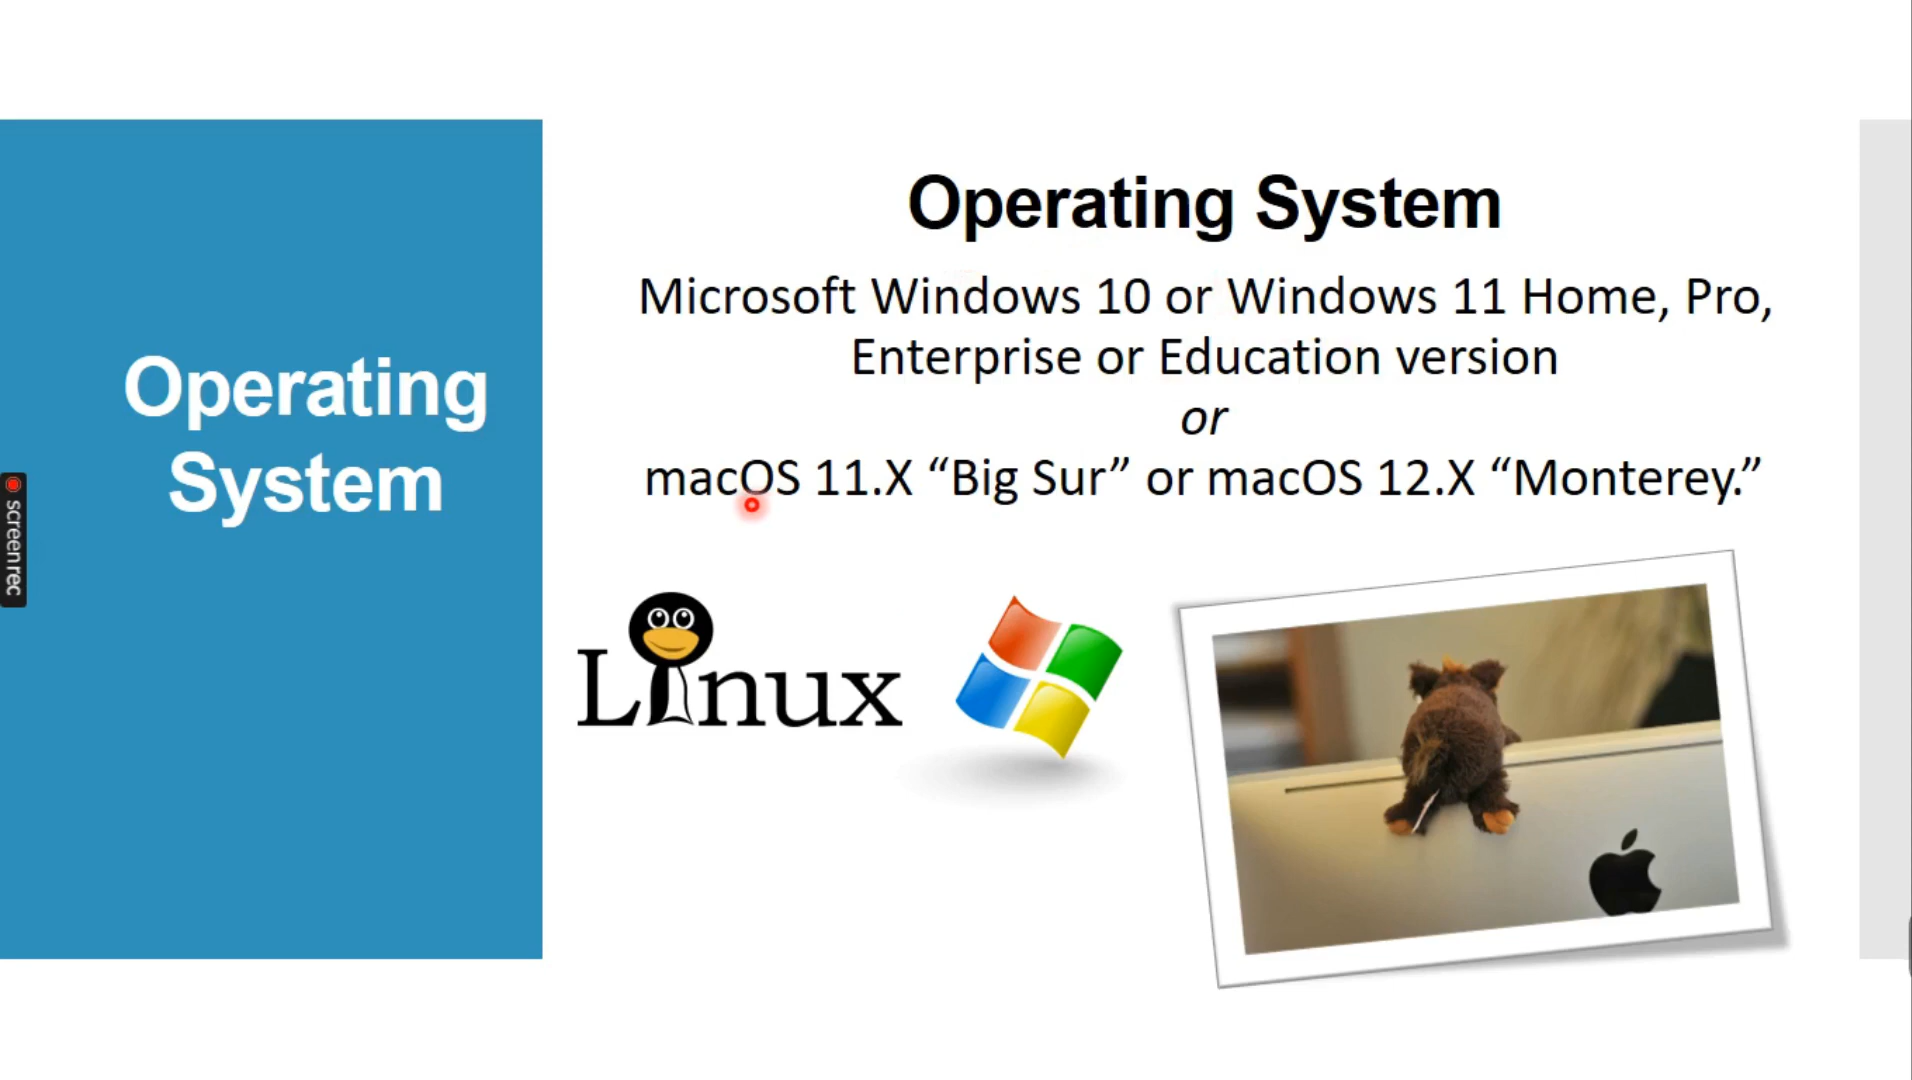 Operating
System
Operating System
Microsoft Windows 10 or Windows 11 Home, Pro,
Enterprise or Education version
or
macOS 11.X “Big Sur” or macOS 12.X “Monterey.”
Linux
screenrec